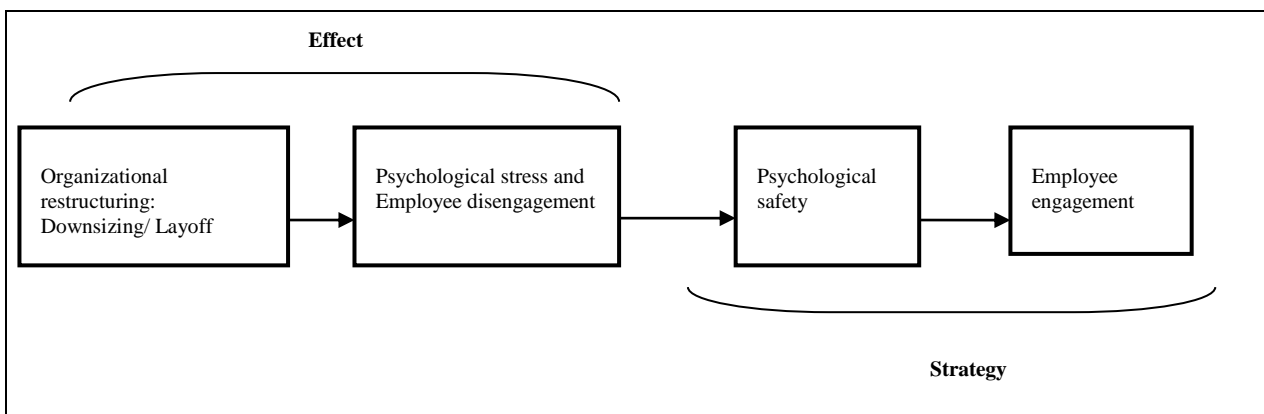 Effect
Organizational
restructuring:
Downsizing/ Layoff
Psychological stress and
Employee disengagement
Psychological
safety
Employee
engagement
Strategy